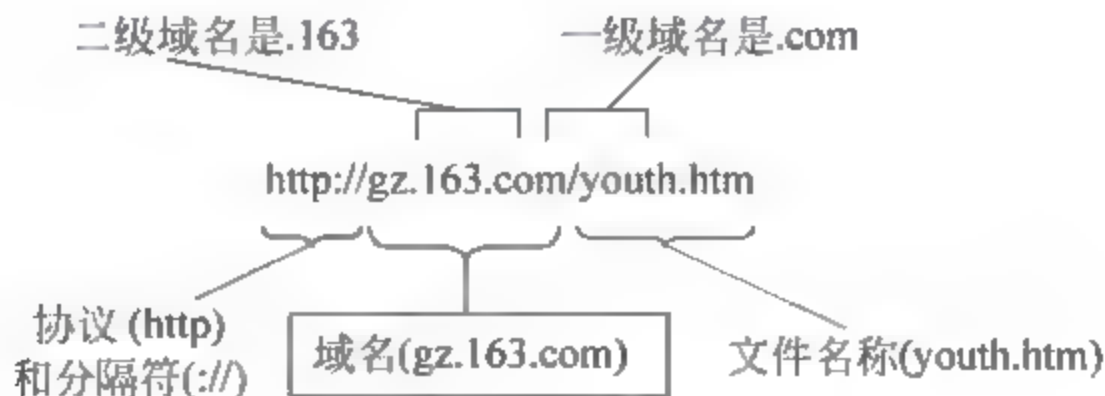 二级域名是.163
一级域名是.com
http://gz.163.com/youth.htm
协议 (http)
和分隔符(://)
域名(gz.163.com)
文件名称(youth.htm)